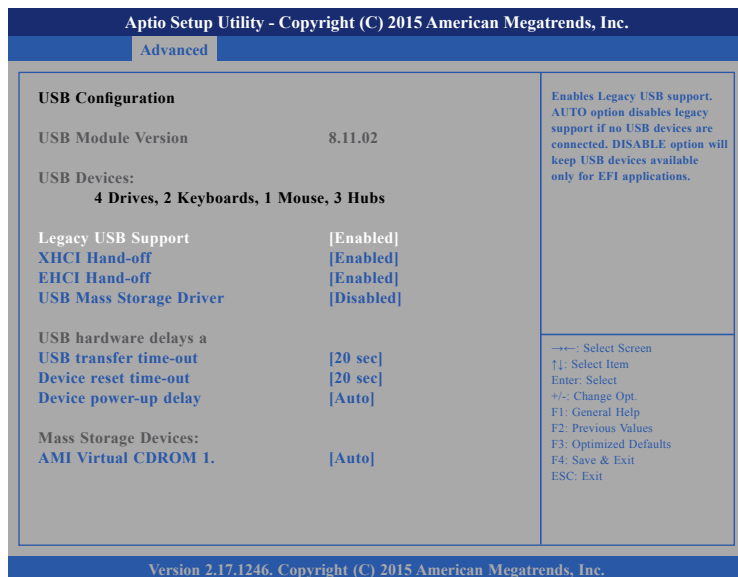 Aptio Setup Utility - Copyright (C) 2015 American Megatrends, Inc.
Advanced
USB Configuration
USB Module Version 8.11.02
USB Devices:
4 Drives, 2 Keyboards, 1 Mouse, 3 Hubs
Legacy USB Support [Enabled]
XHCI Hand-off [Enabled]
EHCI Hand-off [Enabled]
USB Mass Storage Driver [Disabled]
USB hardware delays a
USB transfer time-out [20 sec]
Device reset time-out [20 sec]
Device power-up delay [Auto]
Mass Storage Devices:
AMI Virtual CDROM 1. [Auto]
Enables Legacy USB support.
AUTO option disables legacy
support if no USB devices are
connected. DISABLE option will
keep USB devices available
only for EFI applications.
→←: Select Screen
↑↓: Select Item
Enter: Select
+/-: Change Opt.
F1: General Help
F2: Previous Values
F3: Optimized Defaults
F4: Save & Exit
ESC: Exit
Version 2.17.1246. Copyright (C) 2015 American Megatrends, Inc.